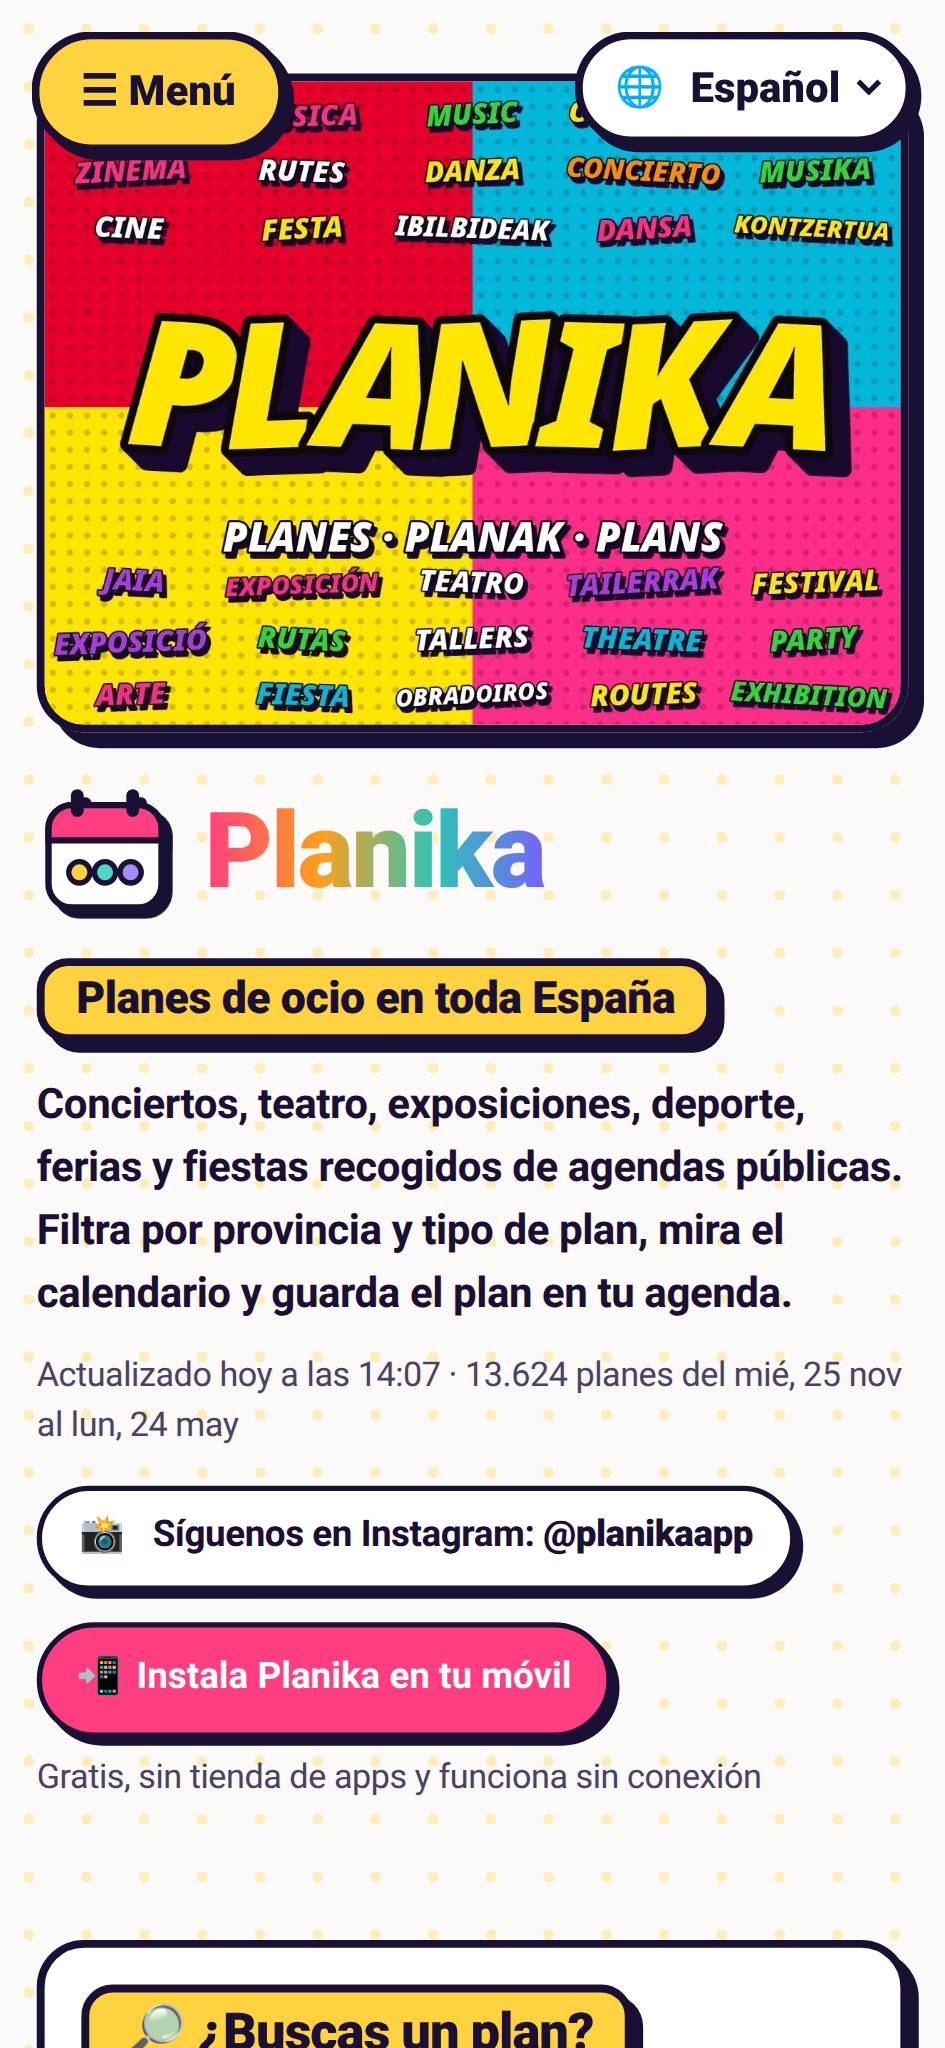 ☰ Menú
Español
SICA MUSIC
ZINEMA RUTES DANZA CONCIERTO MUSIKA
CINE FESTA IBILBIDEAK DANSA KONTZERTUA
PLANIKA
PLANES · PLANAK · PLANS
JAIA EXPOSICIÓN TEATRO TAILERRAK FESTIVAL
EXPOSICIÓ RUTAS TALLERS THEATRE PARTY
ARTE FIESTA OBRADOIROS ROUTES EXHIBITION
Planika
Planes de ocio en toda España
Conciertos, teatro, exposiciones, deporte,
ferias y fiestas recogidos de agendas públicas.
Filtra por provincia y tipo de plan, mira el
calendario y guarda el plan en tu agenda.
Actualizado hoy a las 14:07 · 13.624 planes del mié, 25 nov
al lun, 24 may
Síguenos en Instagram: @planikaapp
Instala Planika en tu móvil
Gratis, sin tienda de apps y funciona sin conexión
¿Buscas un plan?